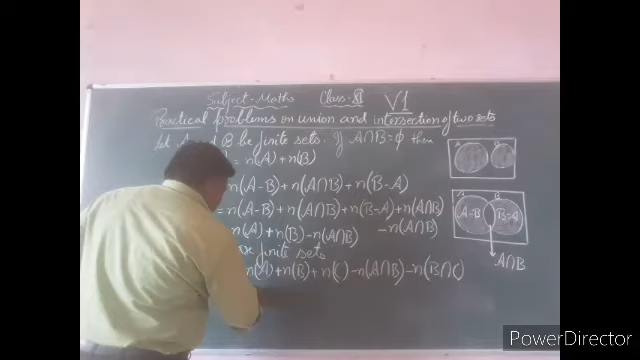 Subject-Maths Class-XI V1
Practical problems on union and intersection of two sets
let A and B be finite sets. If A∩B=φ then
= n(A) + n(B)
A B
n(A-B) + n(A∩B) + n(B-A)
= n(A-B) + n(A∩B) + n(B-A) + n(A∩B)
- n(A∩B)
n(A) + n(B) - n(A∩B)
A B
A-B B-A
A∩B
finite sets
n(A) + n(B) + n(C) - n(A∩B) - n(B∩C)
PowerDirector